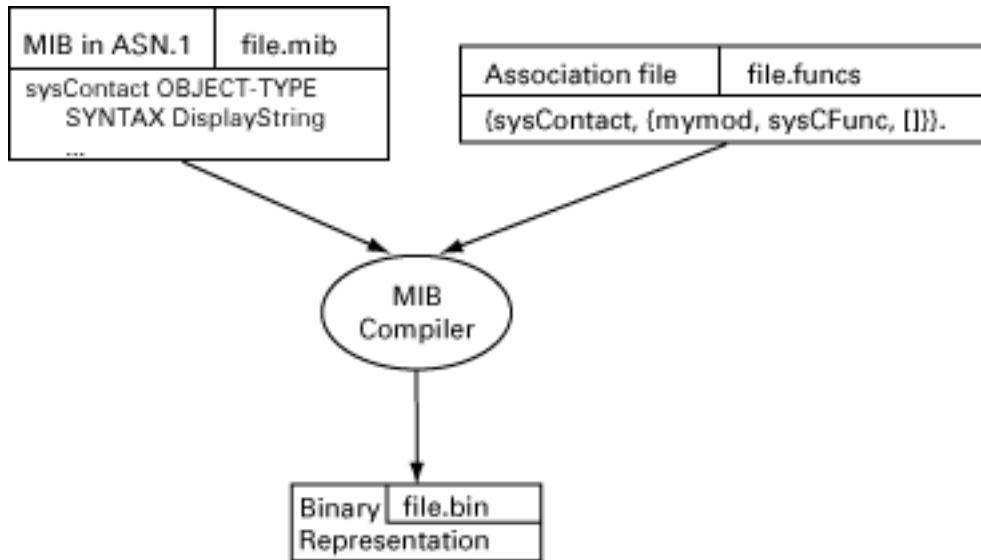 MIB in ASN.1 file.mib
sysContact OBJECT-TYPE
SYNTAX DisplayString
...
Association file file.funcs
{sysContact, {mymod, sysCFunc, []}}.
MIB
Compiler
Binary file.bin
Representation